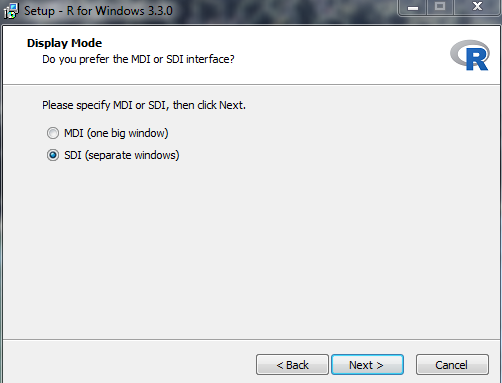 Setup - R for Windows 3.3.0
Display Mode
Do you prefer the MDI or SDI interface?
R
Please specify MDI or SDI, then click Next.
MDI (one big window)
SDI (separate windows)
< Back Next > Cancel